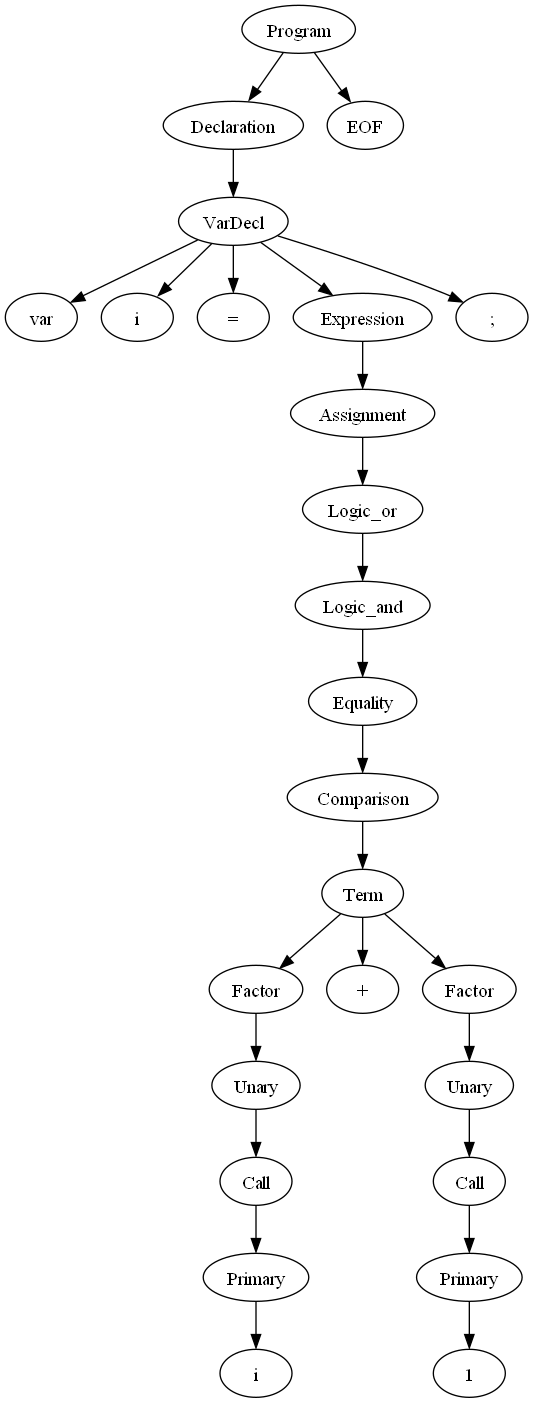 Program
Declaration EOF
VarDecl
var i = Expression ;
Assignment
Logic_or
Logic_and
Equality
Comparison
Term
Factor + Factor
Unary Unary
Call Call
Primary Primary
i 1